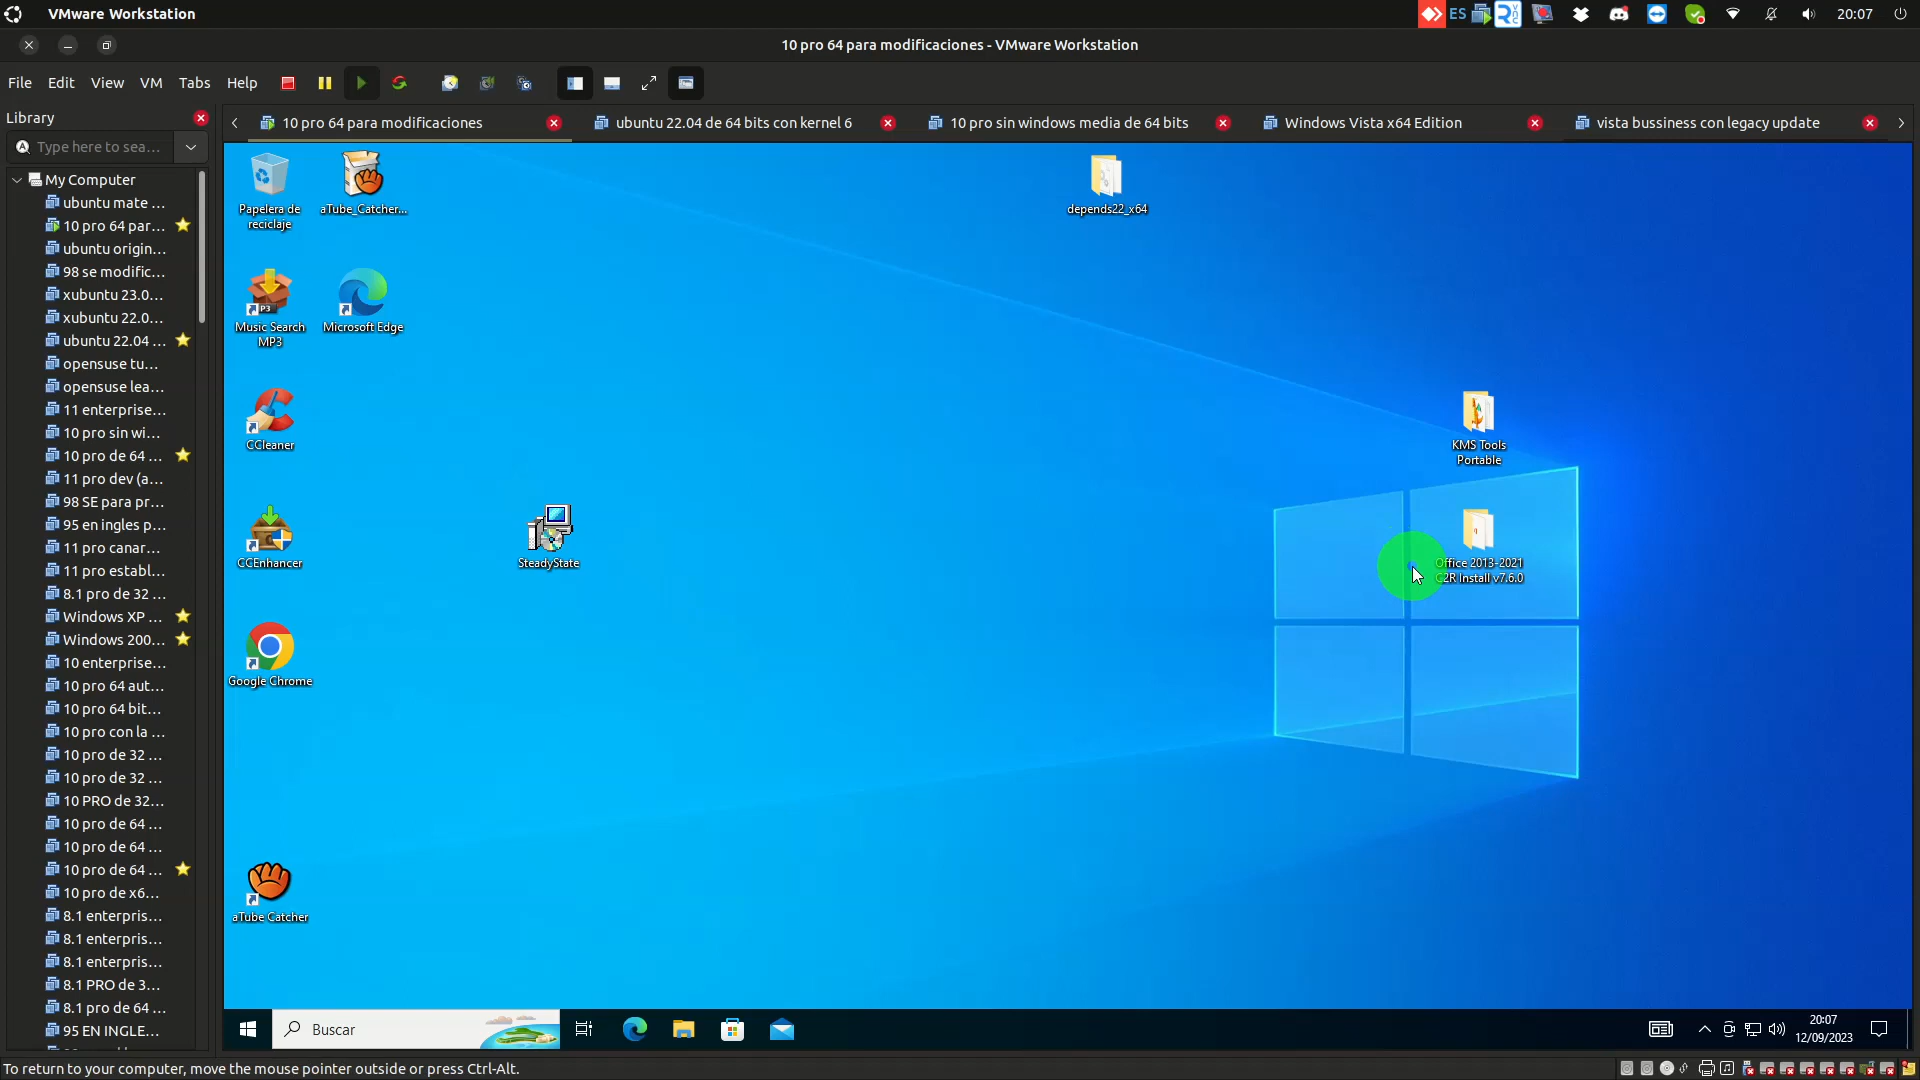 VMware Workstation
ES
20:07
10 pro 64 para modificaciones - VMware Workstation
File Edit View VM Tabs Help
Library
Type here to sea...
10 pro 64 para modificaciones
ubuntu 22.04 de 64 bits con kernel 6
10 pro sin windows media de 64 bits
Windows Vista x64 Edition
vista bussiness con legacy update
My Computer
ubuntu mate ...
10 pro 64 par...
ubuntu origin...
98 se modific...
xubuntu 23.0...
xubuntu 22.0...
ubuntu 22.04 ...
opensuse tu...
opensuse lea...
11 enterprise...
10 pro sin wi...
10 pro de 64 ...
11 pro dev (a...
98 SE para pr...
95 en ingles p...
11 pro canar...
11 pro establ...
8.1 pro de 32 ...
Windows XP ...
Windows 200...
10 enterprise...
10 pro 64 aut...
10 pro 64 bit...
10 pro con la ...
10 pro de 32 ...
10 pro de 32 ...
10 PRO de 32...
10 pro de 64 ...
10 pro de 64 ...
10 pro de 64 ...
10 pro de x6...
8.1 enterpris...
8.1 enterpris...
8.1 enterpris...
8.1 PRO de 3...
8.1 pro de 64 ...
95 EN INGLE...
Papelera de
reciclaje
aTube_Catcher...
depends22_x64
P3
Music Search
MP3
Microsoft Edge
CCleaner
KMS Tools
Portable
CCEnhancer
SteadyState
Office 2013-2021
C2R Install v7.6.0
Google Chrome
aTube Catcher
Buscar
20:07
12/09/2023
To return to your computer, move the mouse pointer outside or press Ctrl-Alt.